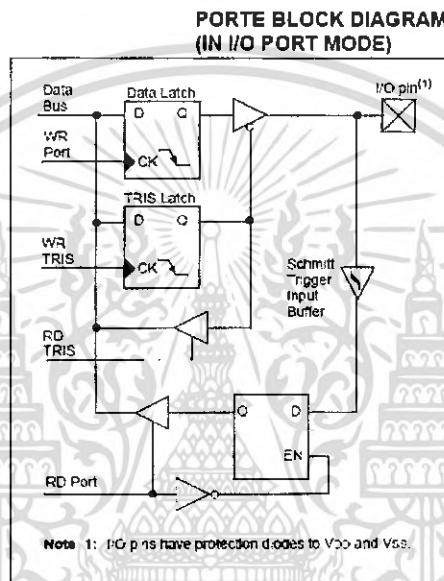 PORTE BLOCK DIAGRAM
(IN I/O PORT MODE)
Data
Bus
Data Latch
I/O pin(1)
D
Q
WR
Port
CK
TRIS Latch
D
Q
WR
TRIS
CK
Schmitt
Trigger
Input
Buffer
RD
TRIS
Q
D
EN
RD Port
Note 1: I/O pins have protection diodes to VDD and VSS.